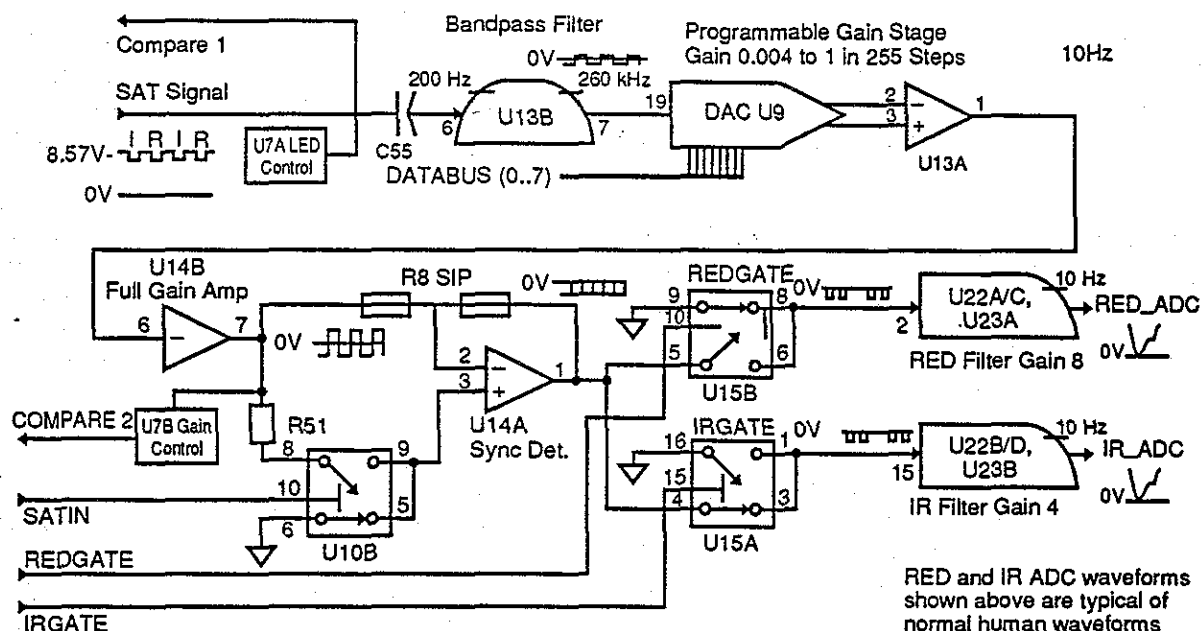 Compare 1
Bandpass Filter
Programmable Gain Stage
Gain 0.004 to 1 in 255 Steps
10Hz
0V
SAT Signal
200 Hz
260 kHz
19
DAC U9
2
3
−
+
1
U13B
6
7
C55
U13A
I R I R
8.57V
U7A LED
Control
0V
DATABUS (0..7)
U14B
Full Gain Amp
R8 SIP
0V
REDGATE
0V
10 Hz
9
8
U22A/C,
U23A
RED_ADC
6
−
7
10
2
0V
0V
2
−
5
6
RED Filter Gain 8
3
+
1
U15B
COMPARE 2
U7B Gain
Control
R51
U14A
Sync Det.
IRGATE
8
9
16
1
0V
10 Hz
U22B/D,
U23B
IR_ADC
10
15
15
SATIN
4
3
0V
6
5
IR Filter Gain 4
U10B
U15A
REDGATE
IRGATE
RED and IR ADC waveforms
shown above are typical of
normal human waveforms